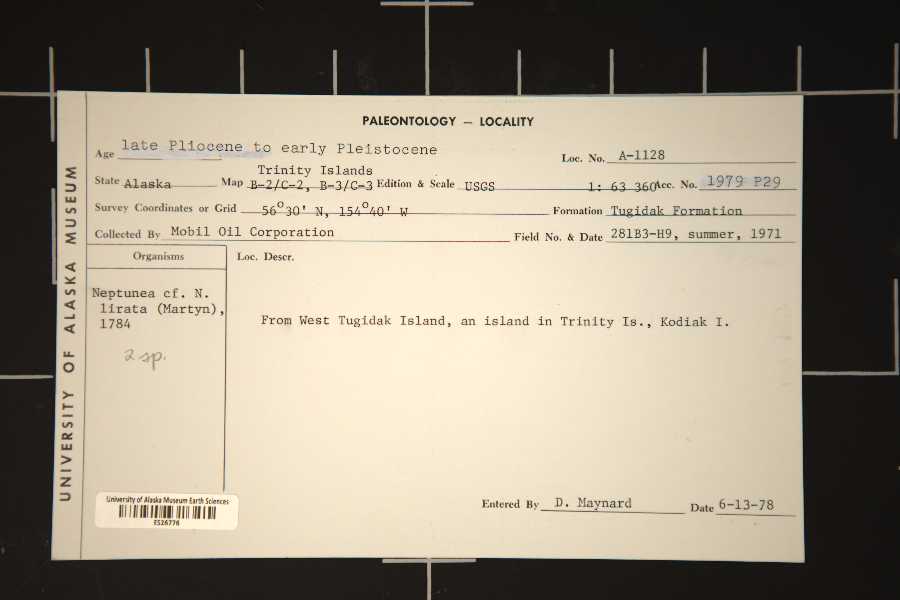 PALEONTOLOGY — LOCALITY
Age late Pliocene to early Pleistocene
Loc. No. A-1128
Trinity Islands
State Alaska Map B-2/C-2, B-3/C-3 Edition & Scale USGS 1: 63 360 Acc. No. 1979 P29
Survey Coordinates or Grid 56°30' N, 154°40' W Formation Tugidak Formation
Collected By Mobil Oil Corporation Field No. & Date 281B3-H9, summer, 1971
Organisms Loc. Descr.
Neptunea cf. N.
lirata (Martyn),
1784
2 sp.
From West Tugidak Island, an island in Trinity Is., Kodiak I.
Entered By D. Maynard Date 6-13-78
University of Alaska Museum Earth Sciences
ES26776
UNIVERSITY OF ALASKA MUSEUM